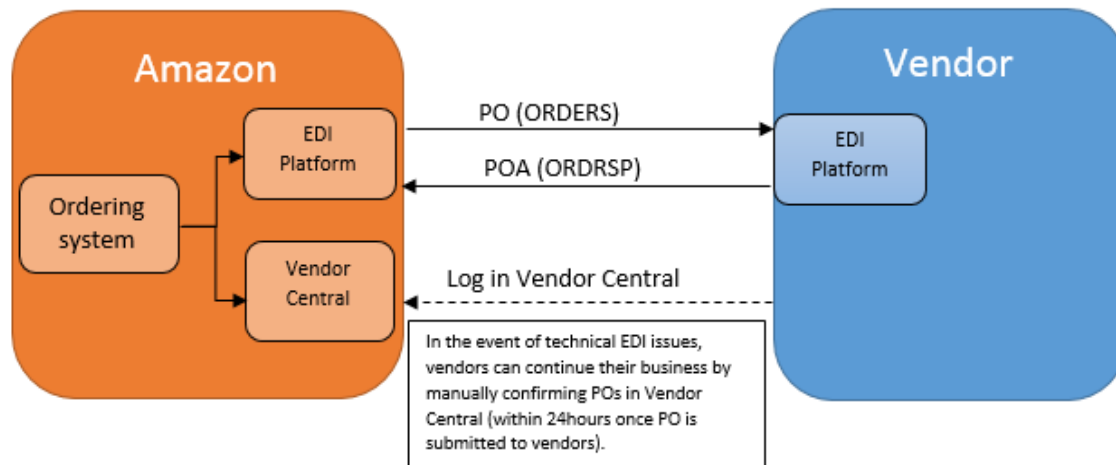 Amazon
Vendor
EDI
Platform
PO (ORDERS)
EDI
Platform
POA (ORDRSP)
Ordering
system
Vendor
Central
Log in Vendor Central
In the event of technical EDI issues,
vendors can continue their business by
manually confirming POs in Vendor
Central (within 24hours once PO is
submitted to vendors).